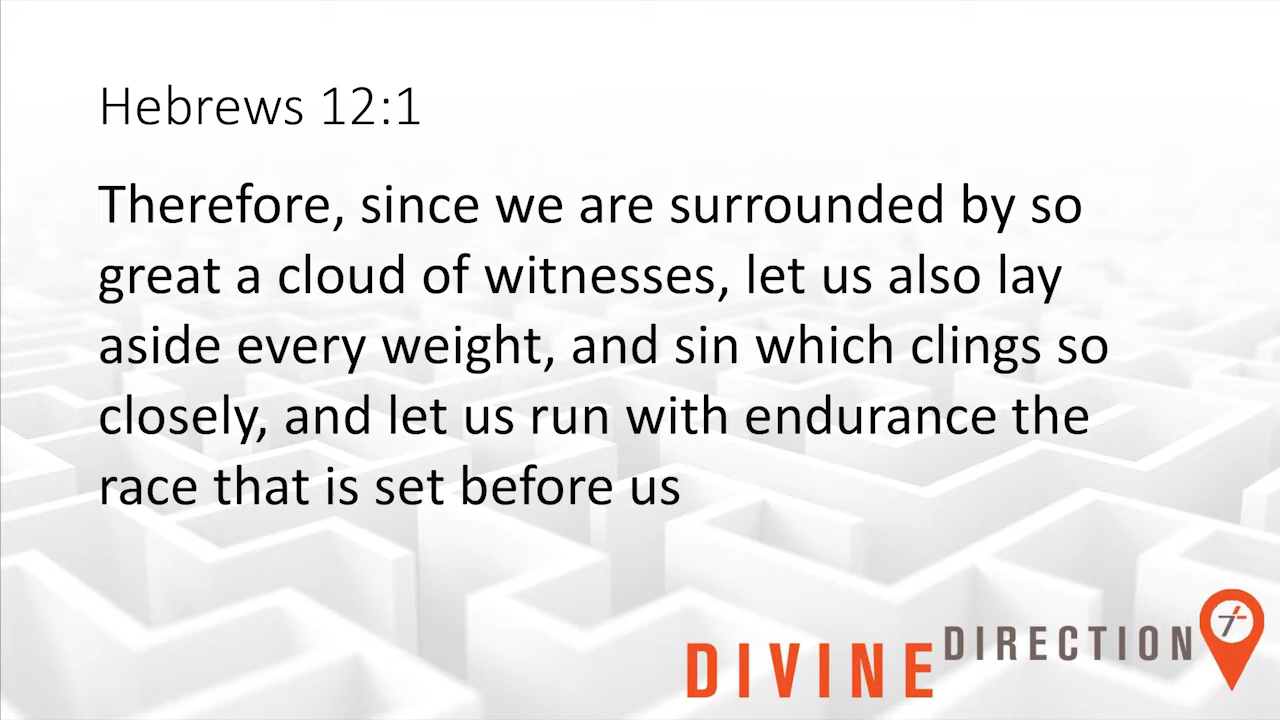 Hebrews 12:1
Therefore, since we are surrounded by so
great a cloud of witnesses, let us also lay
aside every weight, and sin which clings so
closely, and let us run with endurance the
race that is set before us
DIVINE DIRECTION